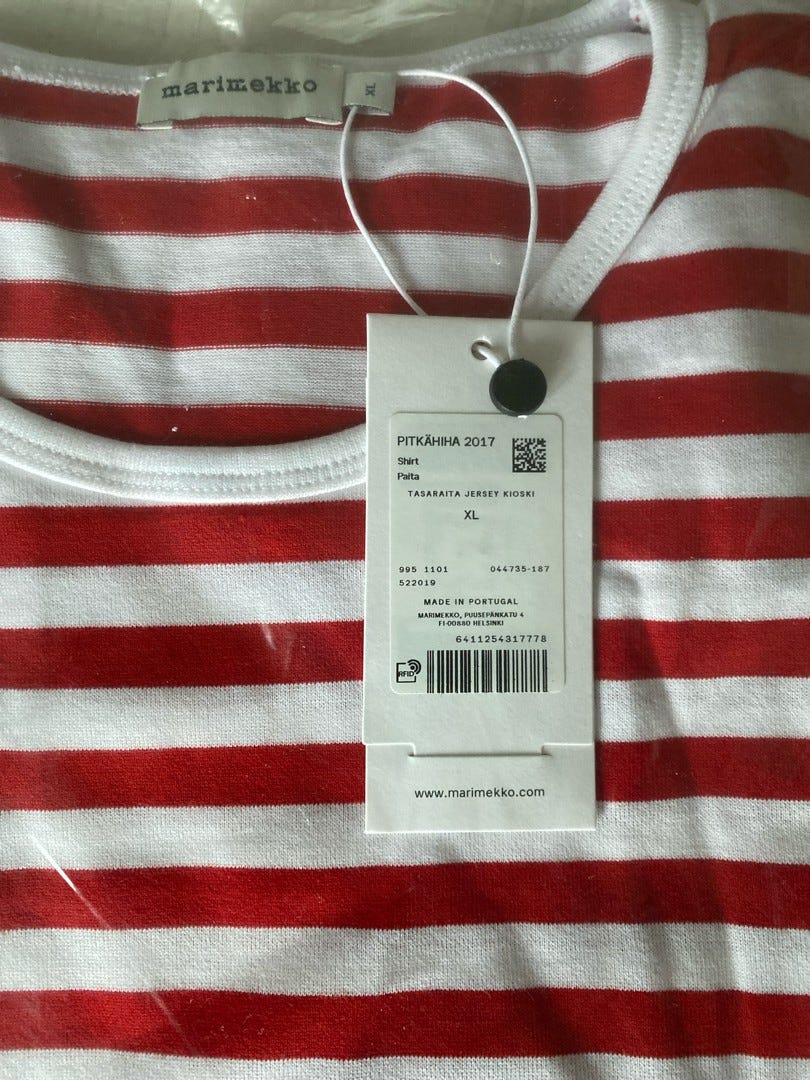 marimekko
XL
PITKÄHIHA 2017
Shirt
Paita
TASARAITA JERSEY KIOSKI
XL
995 1101 044735-187
522019
MADE IN PORTUGAL
MARIMEKKO, PUUSEPÄNKATU 4
FI-00880 HELSINKI
6411254317778
RFID
www.marimekko.com